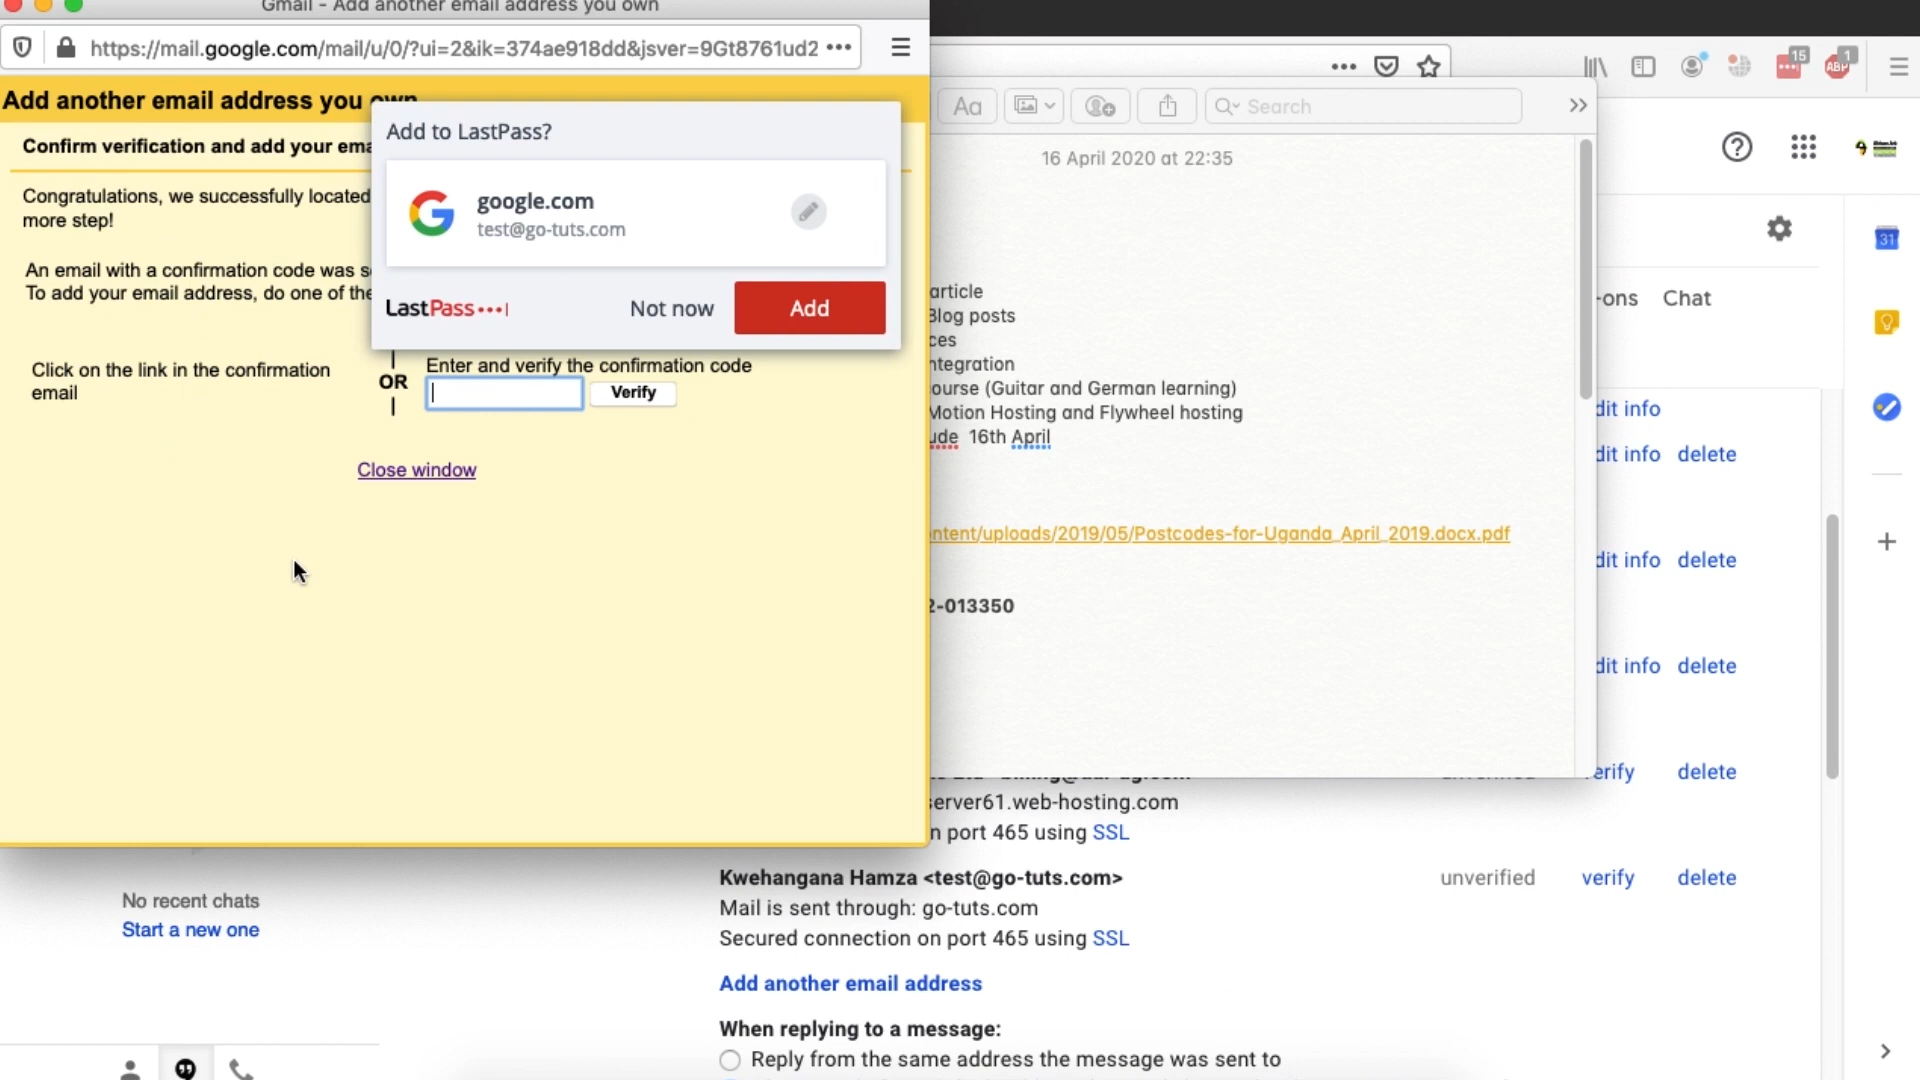 Gmail - Add another email address you own
https://mail.google.com/mail/u/0/?ui=2&ik=374ae918dd&jsver=9Gt8761ud2
Add another email address you own
Confirm verification and add your ema
Congratulations, we successfully located
more step!
An email with a confirmation code was s
To add your email address, do one of the
Click on the link in the confirmation
email
OR
Enter and verify the confirmation code
Verify
Close window
Add to LastPass?
google.com
test@go-tuts.com
LastPass
Not now
Add
15
1
ABP
Aa
Search
16 April 2020 at 22:35
article
Blog posts
ces
ntegration
ourse (Guitar and German learning)
Motion Hosting and Flywheel hosting
ude 16th April
ntent/uploads/2019/05/Postcodes-for-Uganda_April_2019.docx.pdf
2-013350
-ons Chat
31
dit info
dit info delete
dit info delete
dit info delete
erify delete
server61.web-hosting.com
n port 465 using SSL
Kwehangana Hamza <test@go-tuts.com> unverified verify delete
Mail is sent through: go-tuts.com
Secured connection on port 465 using SSL
Add another email address
When replying to a message:
Reply from the same address the message was sent to
No recent chats
Start a new one